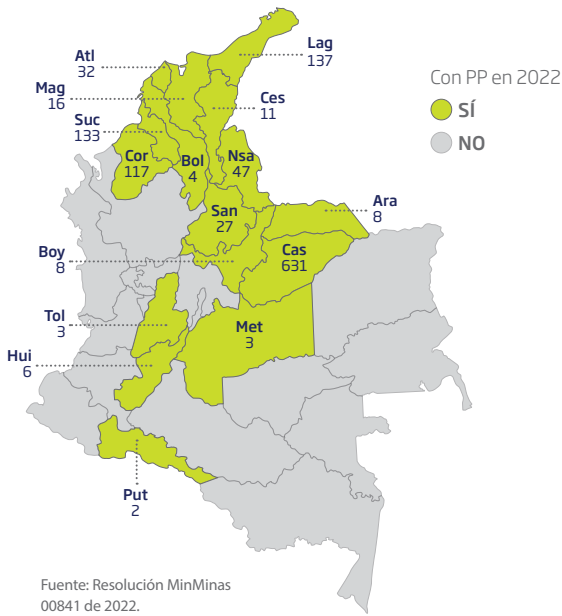 Lag
137
Atl
32
Con PP en 2022
Mag
16
Ces
11
SÍ
Suc
133
NO
Cor
117
Bol
4
Nsa
47
San
27
Ara
8
Boy
8
Cas
631
Tol
3
Met
3
Hui
6
Put
2
Fuente: Resolución MinMinas
00841 de 2022.